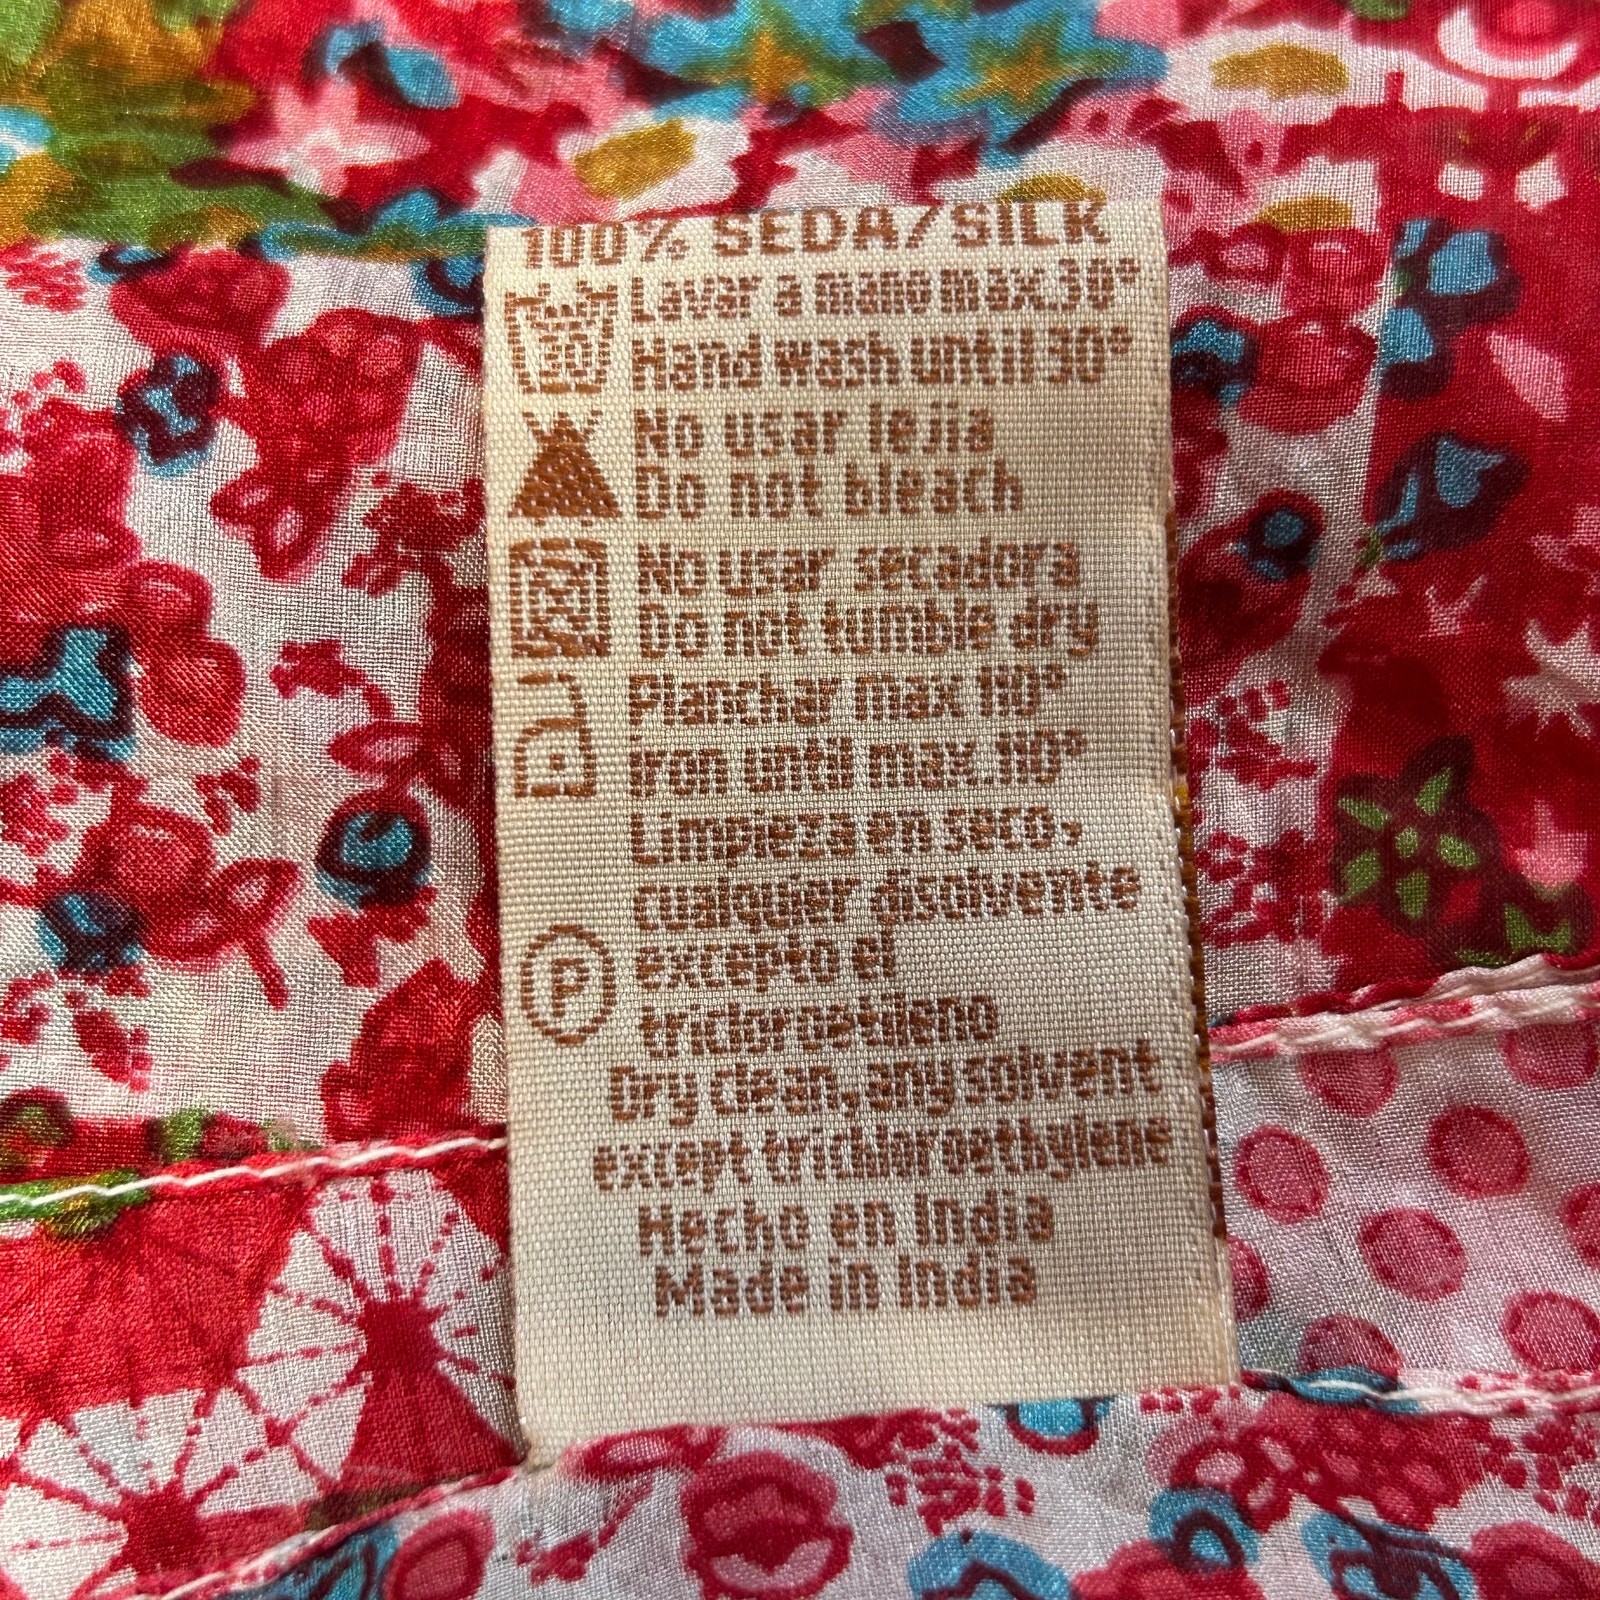 100% SEDA/SILK
Lavar a mano max 30°
30
Hand wash until 30°
No usar lejia
Do not bleach
No usar secadora
Do not tumble dry
Planchar max 110°
Iron until max. 110°
Limpieza en seco,
cualquier disolvente
excepto el
P
tricloroetileno
Dry clean, any solvent
except trichloroethylene
Hecho en India
Made in India